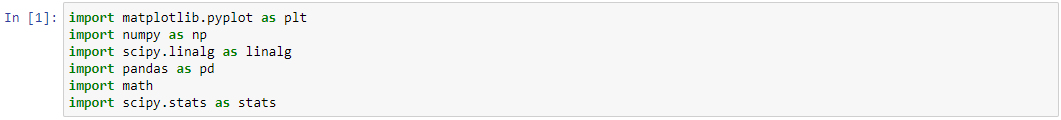 In [1]: import matplotlib.pyplot as plt
import numpy as np
import scipy.linalg as linalg
import pandas as pd
import math
import scipy.stats as stats